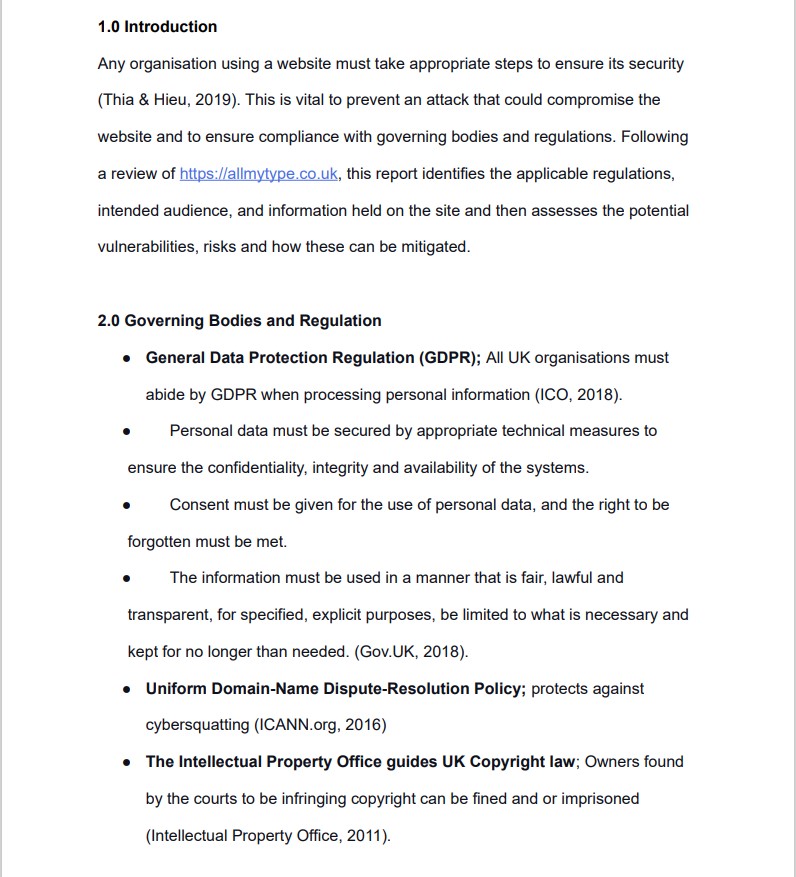 1.0 Introduction
Any organisation using a website must take appropriate steps to ensure its security
(Thia & Hieu, 2019). This is vital to prevent an attack that could compromise the
website and to ensure compliance with governing bodies and regulations. Following
a review of https://allmytype.co.uk, this report identifies the applicable regulations,
intended audience, and information held on the site and then assesses the potential
vulnerabilities, risks and how these can be mitigated.
2.0 Governing Bodies and Regulation
● General Data Protection Regulation (GDPR); All UK organisations must
abide by GDPR when processing personal information (ICO, 2018).
● Personal data must be secured by appropriate technical measures to
ensure the confidentiality, integrity and availability of the systems.
● Consent must be given for the use of personal data, and the right to be
forgotten must be met.
● The information must be used in a manner that is fair, lawful and
transparent, for specified, explicit purposes, be limited to what is necessary and
kept for no longer than needed. (Gov.UK, 2018).
● Uniform Domain-Name Dispute-Resolution Policy; protects against
cybersquatting (ICANN.org, 2016)
● The Intellectual Property Office guides UK Copyright law; Owners found
by the courts to be infringing copyright can be fined and or imprisoned
(Intellectual Property Office, 2011).